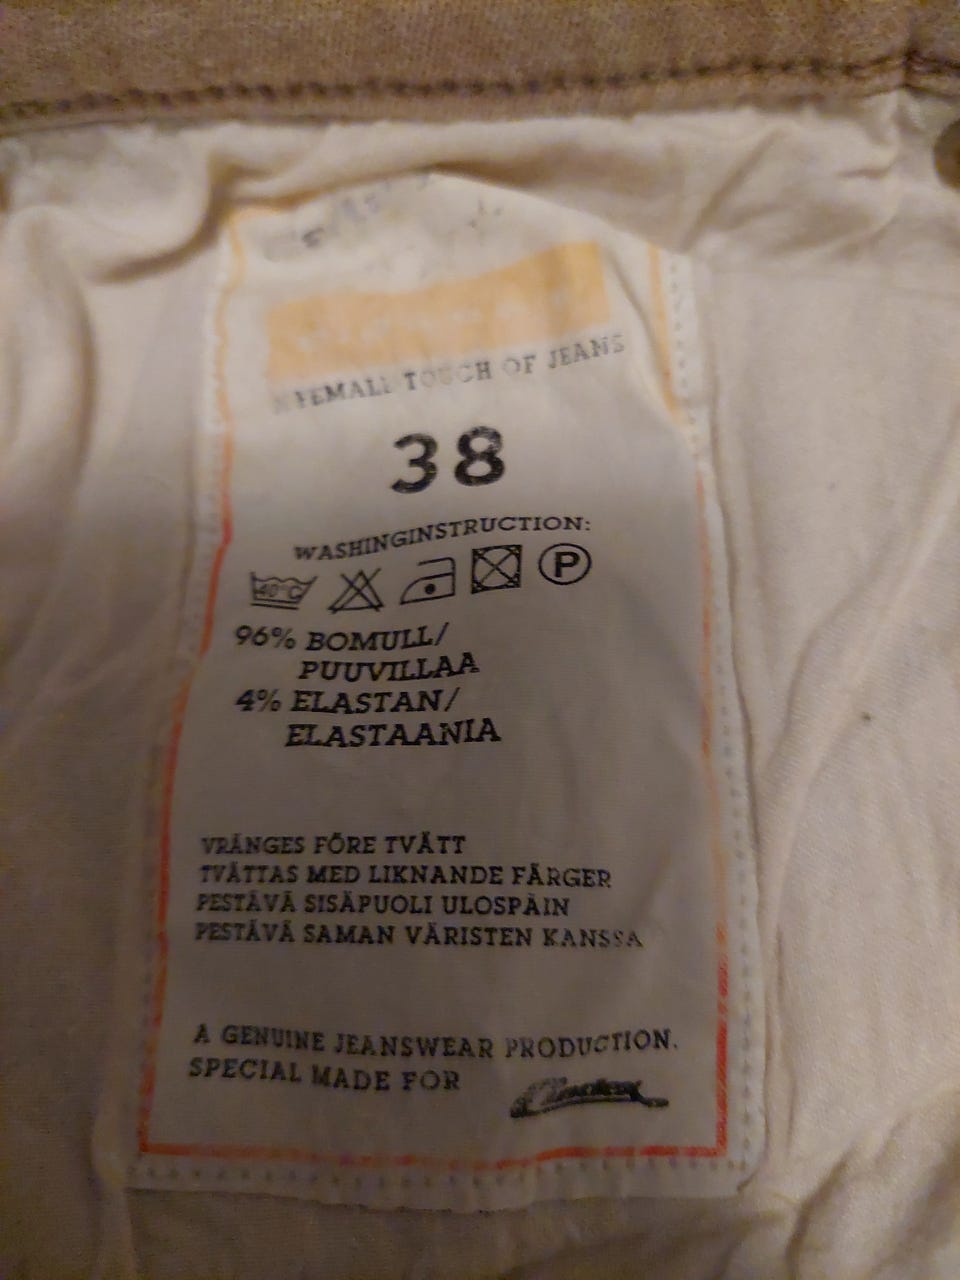 FEMALE TOUCH OF JEANS
38
WASHINGINSTRUCTION:
40°C P
96% BOMULL/
PUUVILLAA
4% ELASTAN/
ELASTAANIA
VRÄNGES FÖRE TVÄTT
TVÄTTAS MED LIKNANDE FÄRGER
PESTÄVÄ SISÄPUOLI ULOSPÄIN
PESTÄVÄ SAMAN VÄRISTEN KANSSA
A GENUINE JEANSWEAR PRODUCTION.
SPECIAL MADE FOR